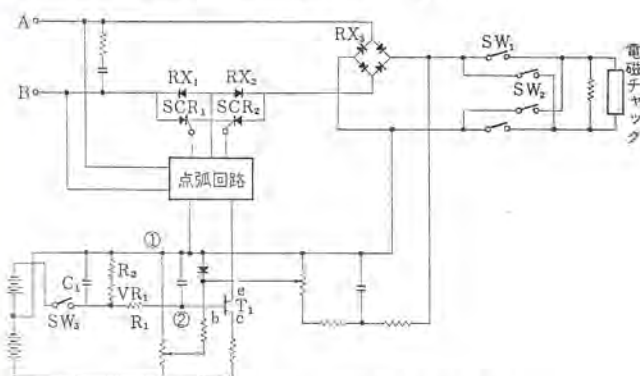 A
B
RX₁
RX₂
SCR₁
SCR₂
RX₃
SW₁
SW₂
電磁チャック
点弧回路
①
C₁
R₂
VR₁
R₁
SW₃
②
b
e
T₁
c